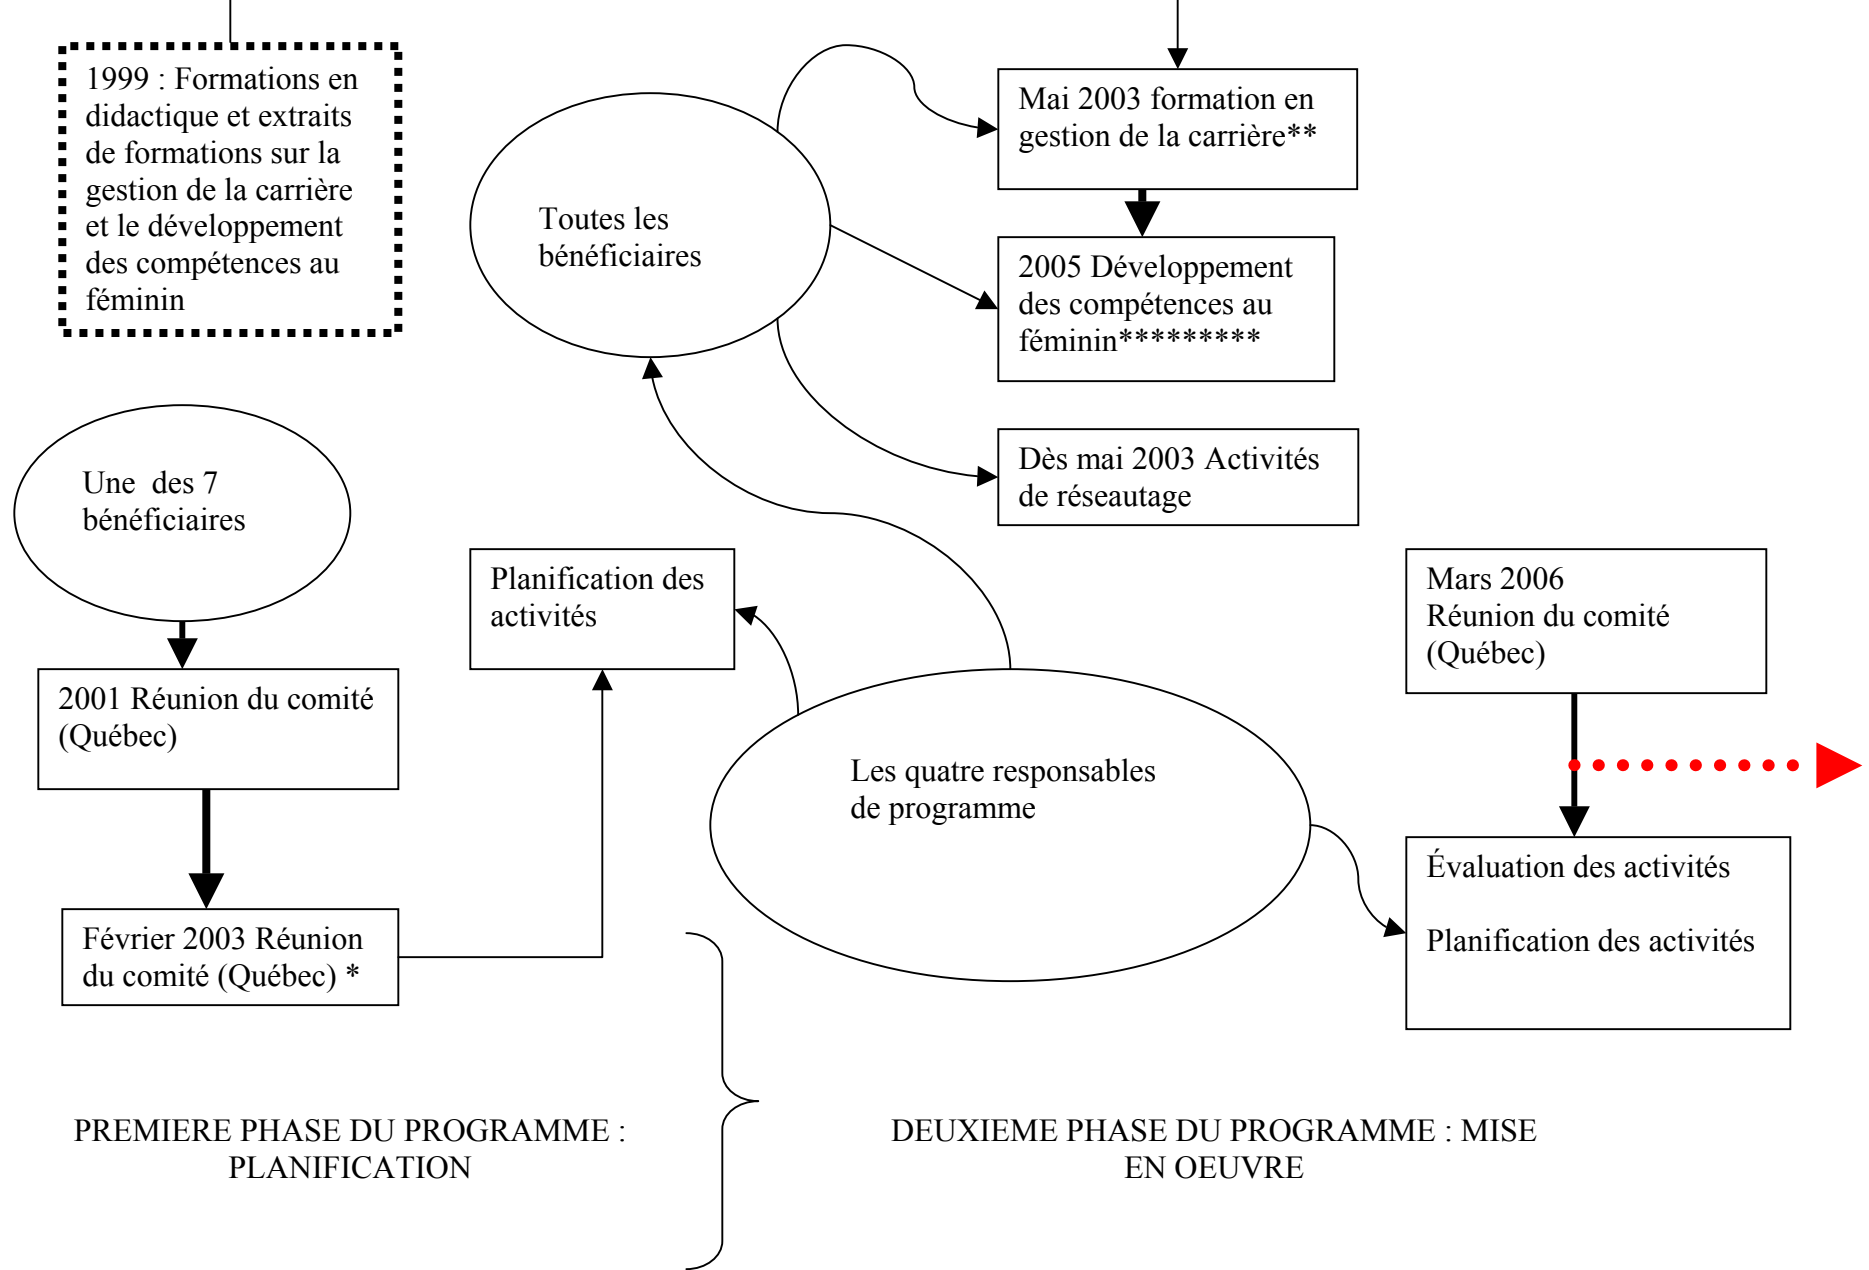 1999 : Formations en
didactique et extraits
de formations sur la
gestion de la carrière
et le développement
des compétences au
féminin
Toutes les
bénéficiaires
Mai 2003 formation en
gestion de la carrière**
2005 Développement
des compétences au
féminin*********
Dès mai 2003 Activités
de réseautage
Une des 7
bénéficiaires
2001 Réunion du comité
(Québec)
Février 2003 Réunion
du comité (Québec) *
Planification des
activités
Les quatre responsables
de programme
Mars 2006
Réunion du comité
(Québec)
Évaluation des activités
Planification des activités
PREMIERE PHASE DU PROGRAMME :
PLANIFICATION
DEUXIEME PHASE DU PROGRAMME : MISE
EN OEUVRE